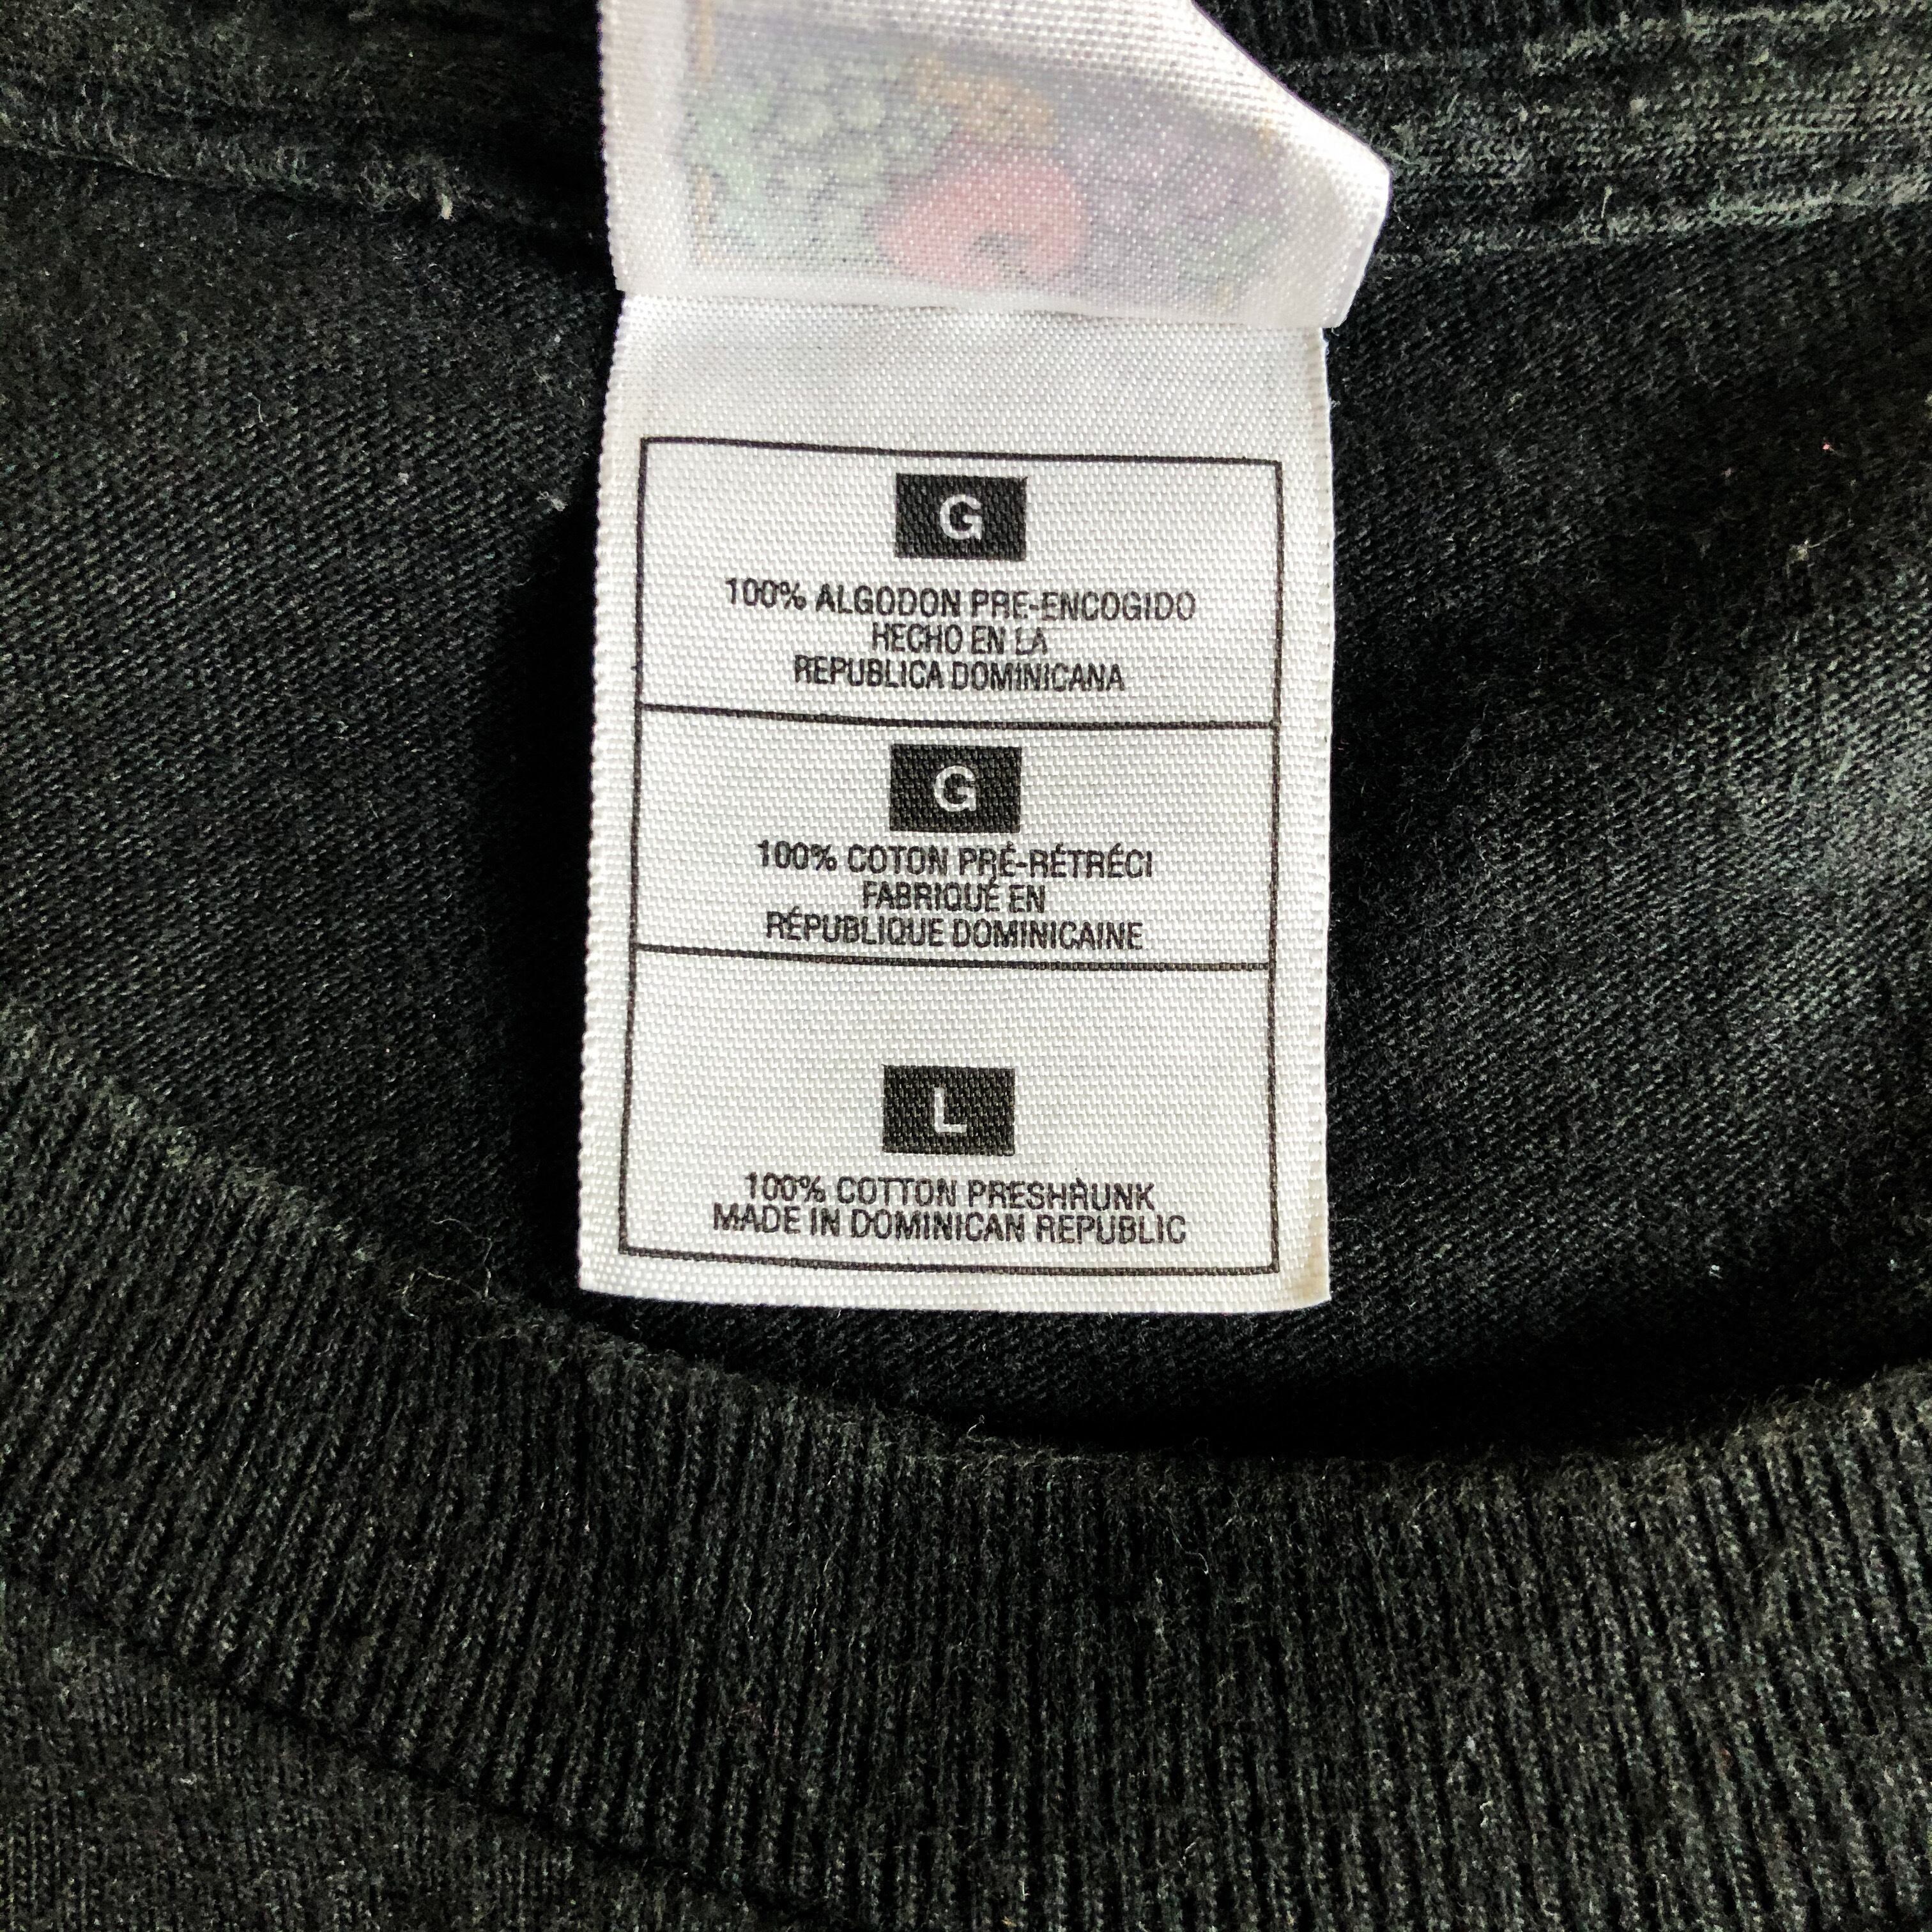 G
100% ALGODON PRE-ENCOGIDO
HECHO EN LA
REPUBLICA DOMINICANA
G
100% COTON PRÉ-RÉTRÉCI
FABRIQUÉ EN
RÉPUBLIQUE DOMINICAINE
L
100% COTTON PRESHRUNK
MADE IN DOMINICAN REPUBLIC